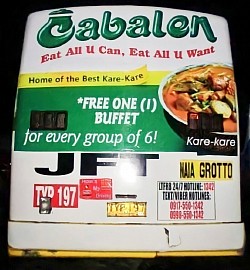 Cabalen
Eat All U Can, Eat All U Want
Home of the Best Kare-Kare
*FREE ONE (1)
BUFFET
for every group of 6!
Kare-kare
JET
NAIA GROTTO
TYP 197
LTFRB 24/7 HOTLINE: 1342
TEXT/VIBER HOTLINES:
0917-550-1342
0998-550-1342